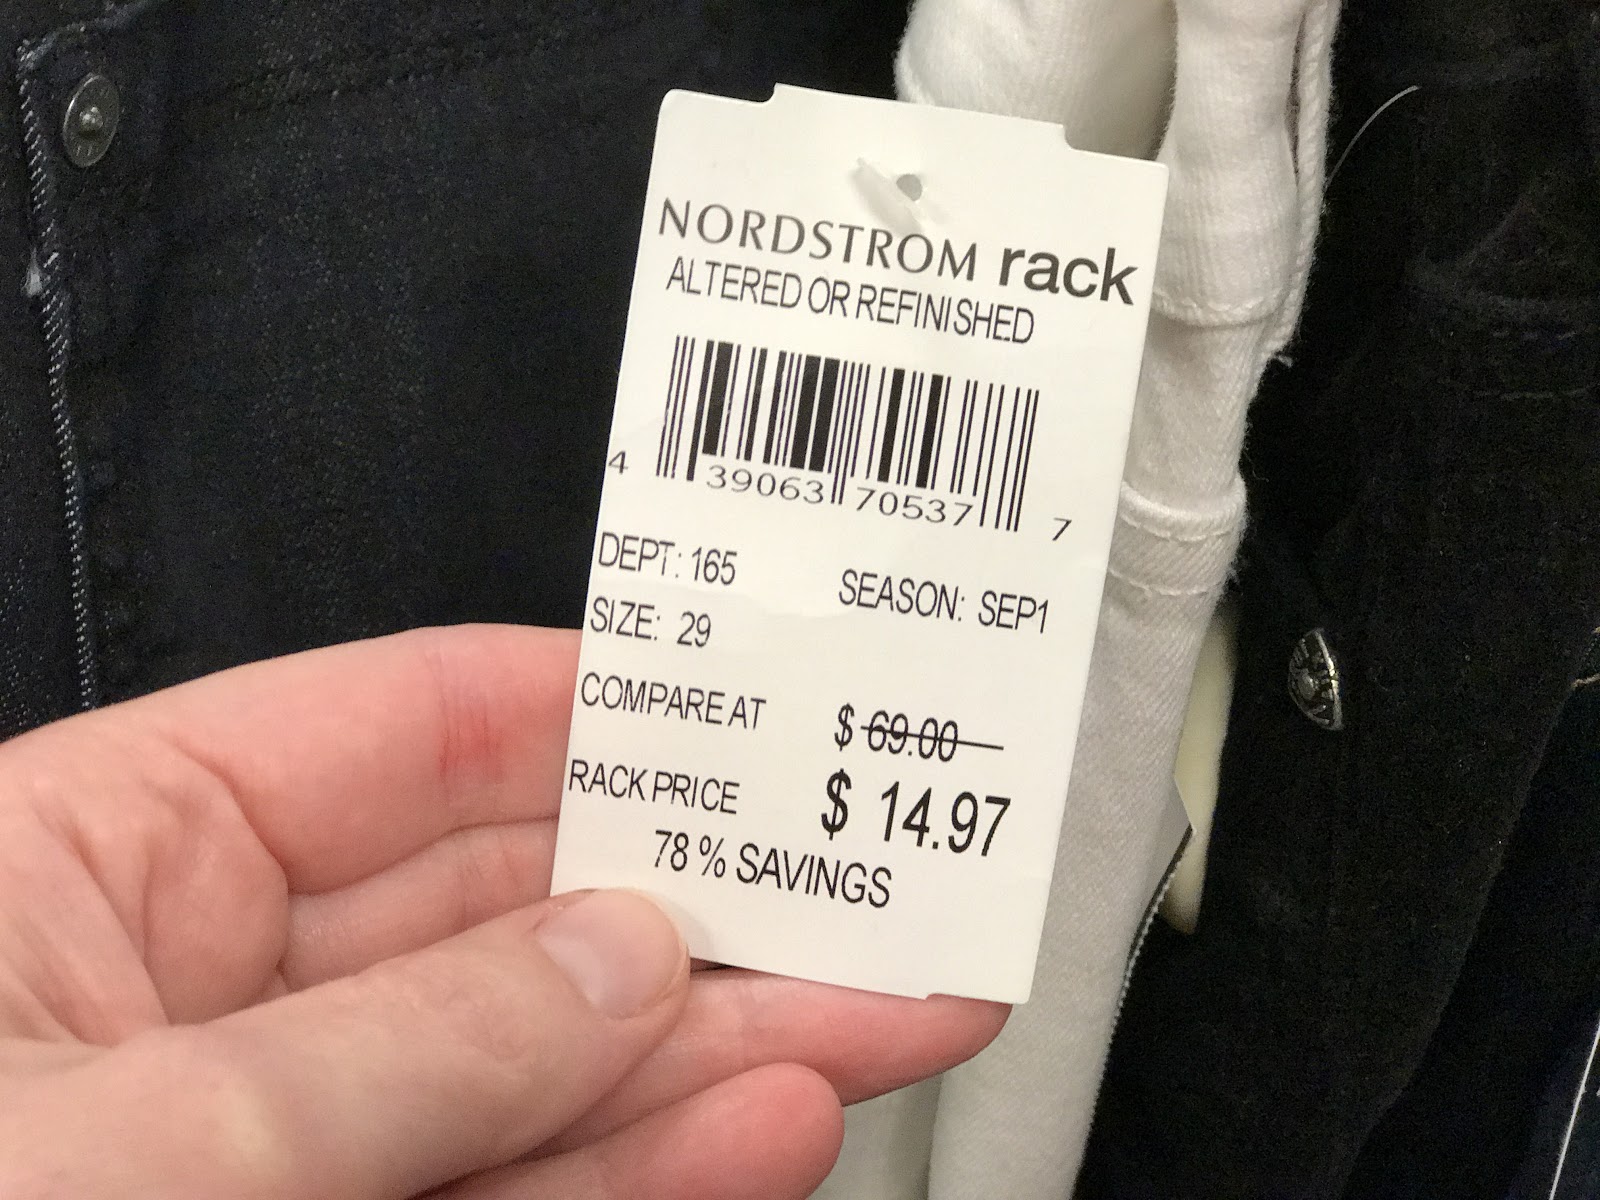 NORDSTROM rack
ALTERED OR REFINISHED
4 39063 70537 7
DEPT: 165 SEASON: SEP1
SIZE: 29
COMPARE AT $ 69.00
RACK PRICE $ 14.97
78 % SAVINGS